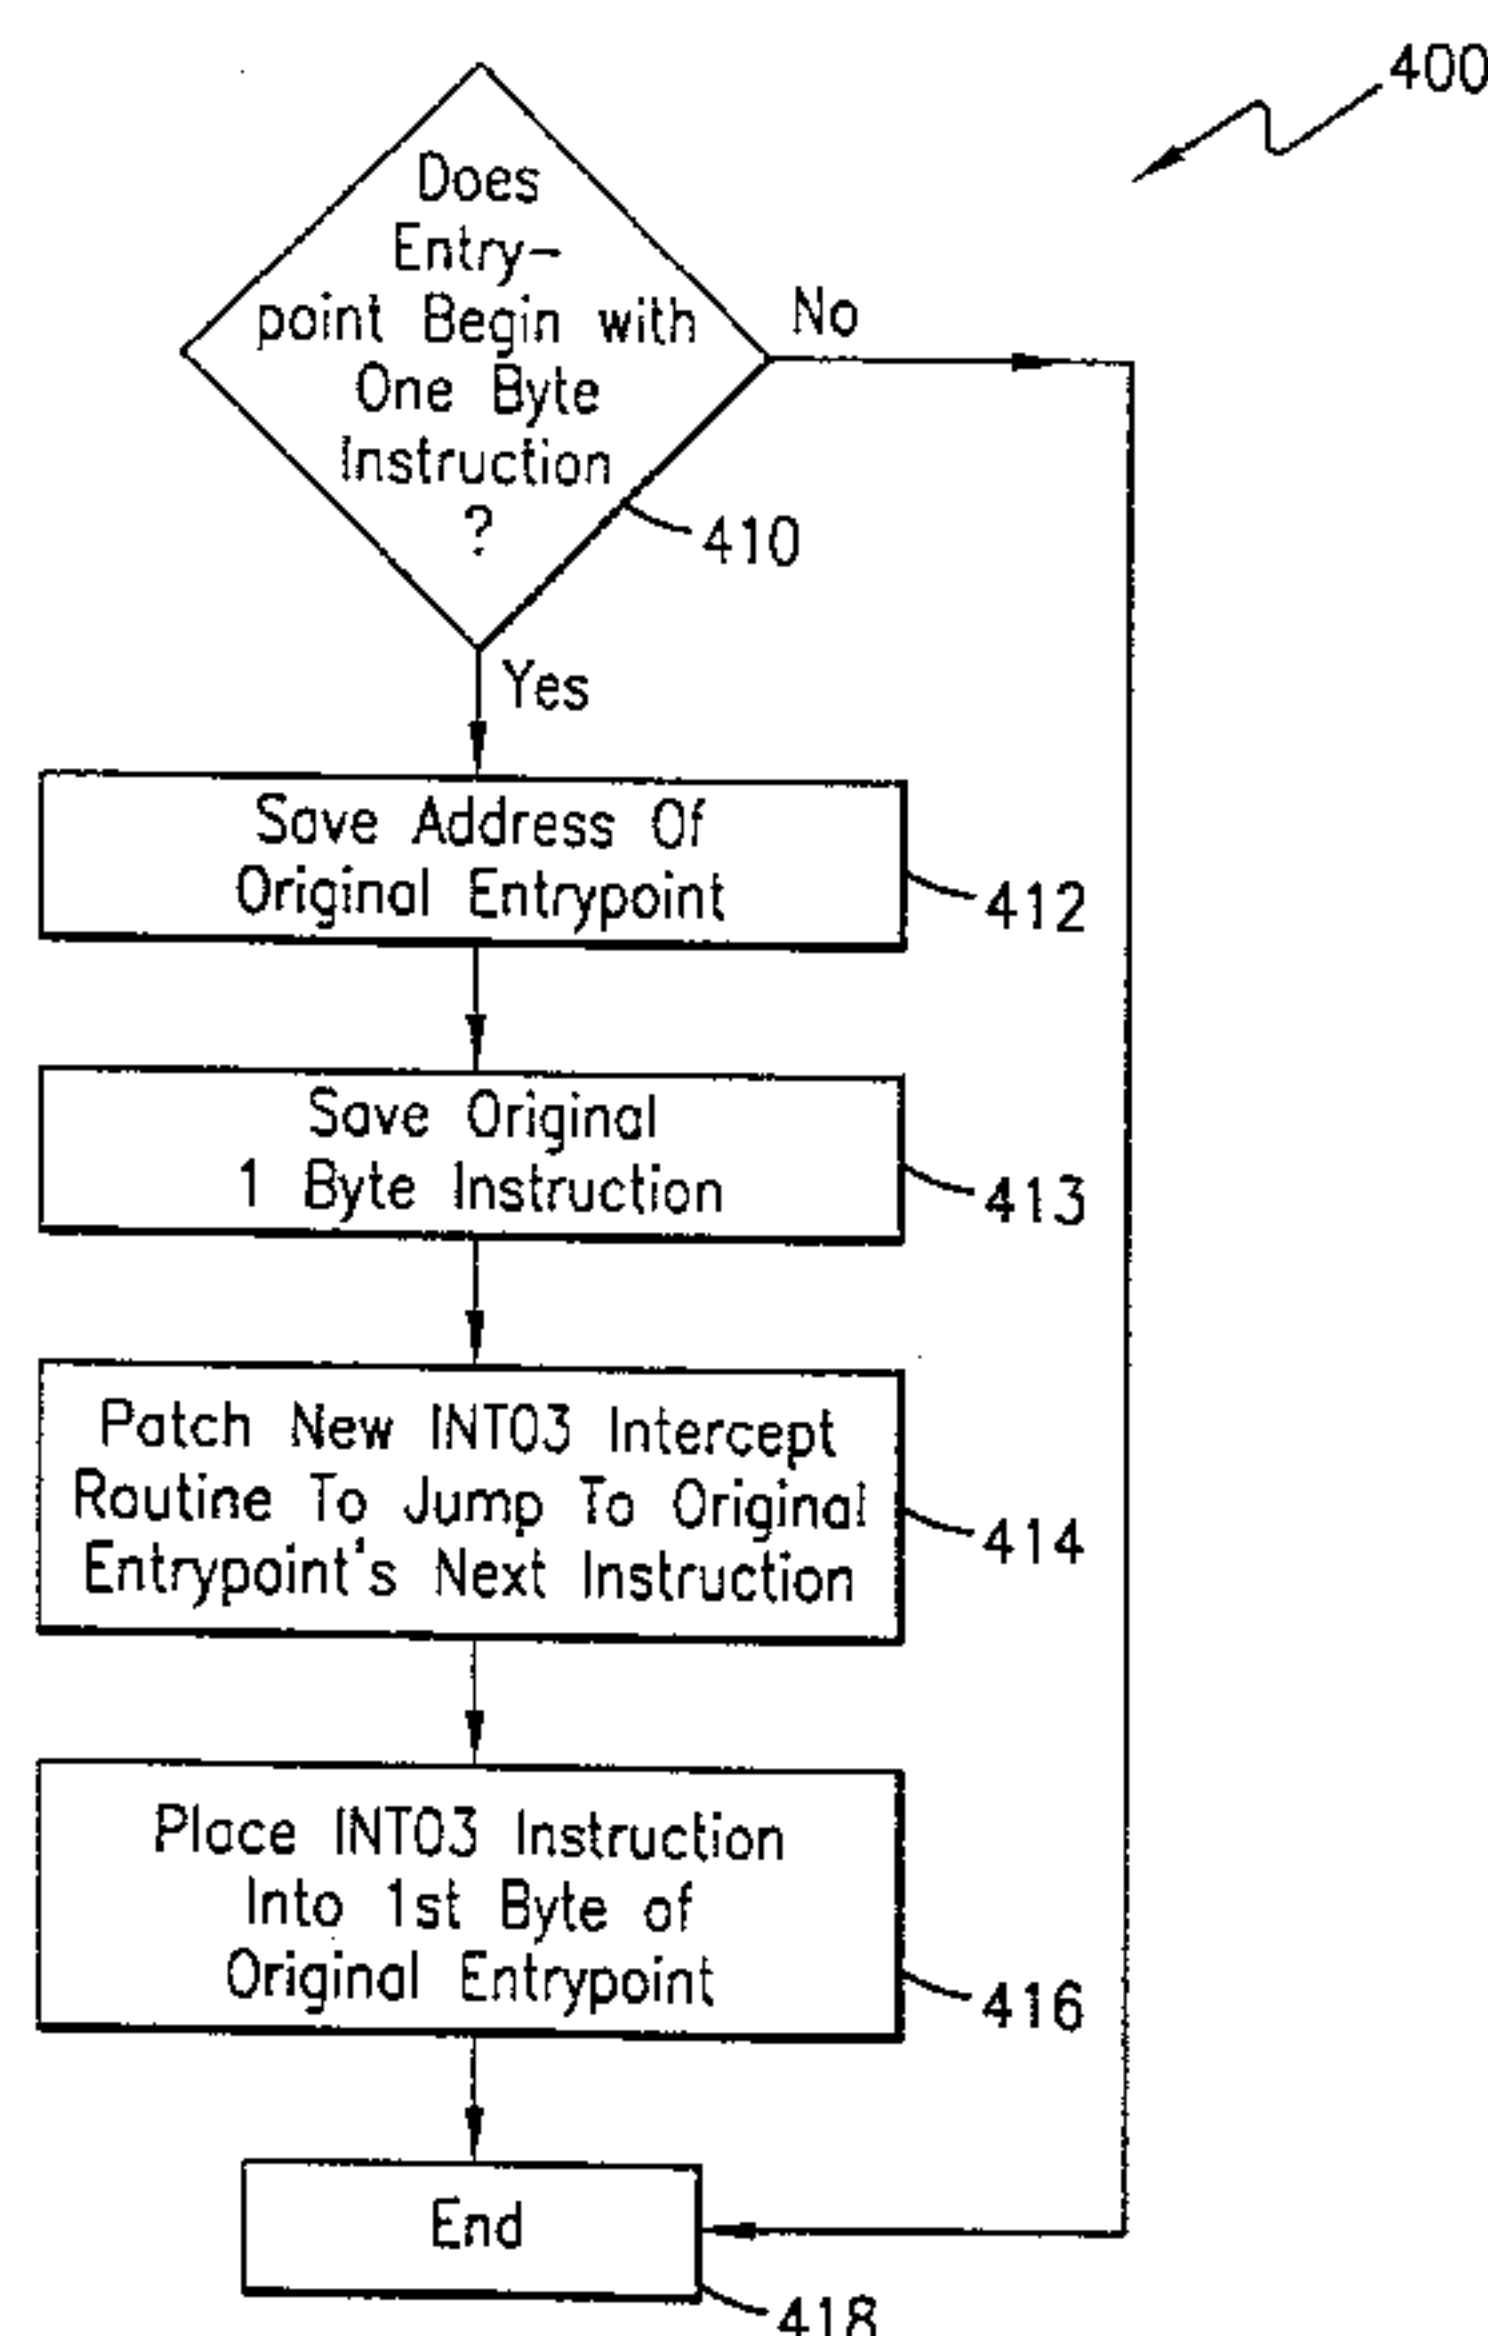 400
Does
Entry-
point Begin with
One Byte
Instruction
?
No
410
Yes
Save Address Of
Original Entrypoint
412
Save Original
1 Byte Instruction
413
Patch New INT03 Intercept
Routine To Jump To Original
Entrypoint's Next Instruction
414
Place INT03 Instruction
Into 1st Byte of
Original Entrypoint
416
End
418